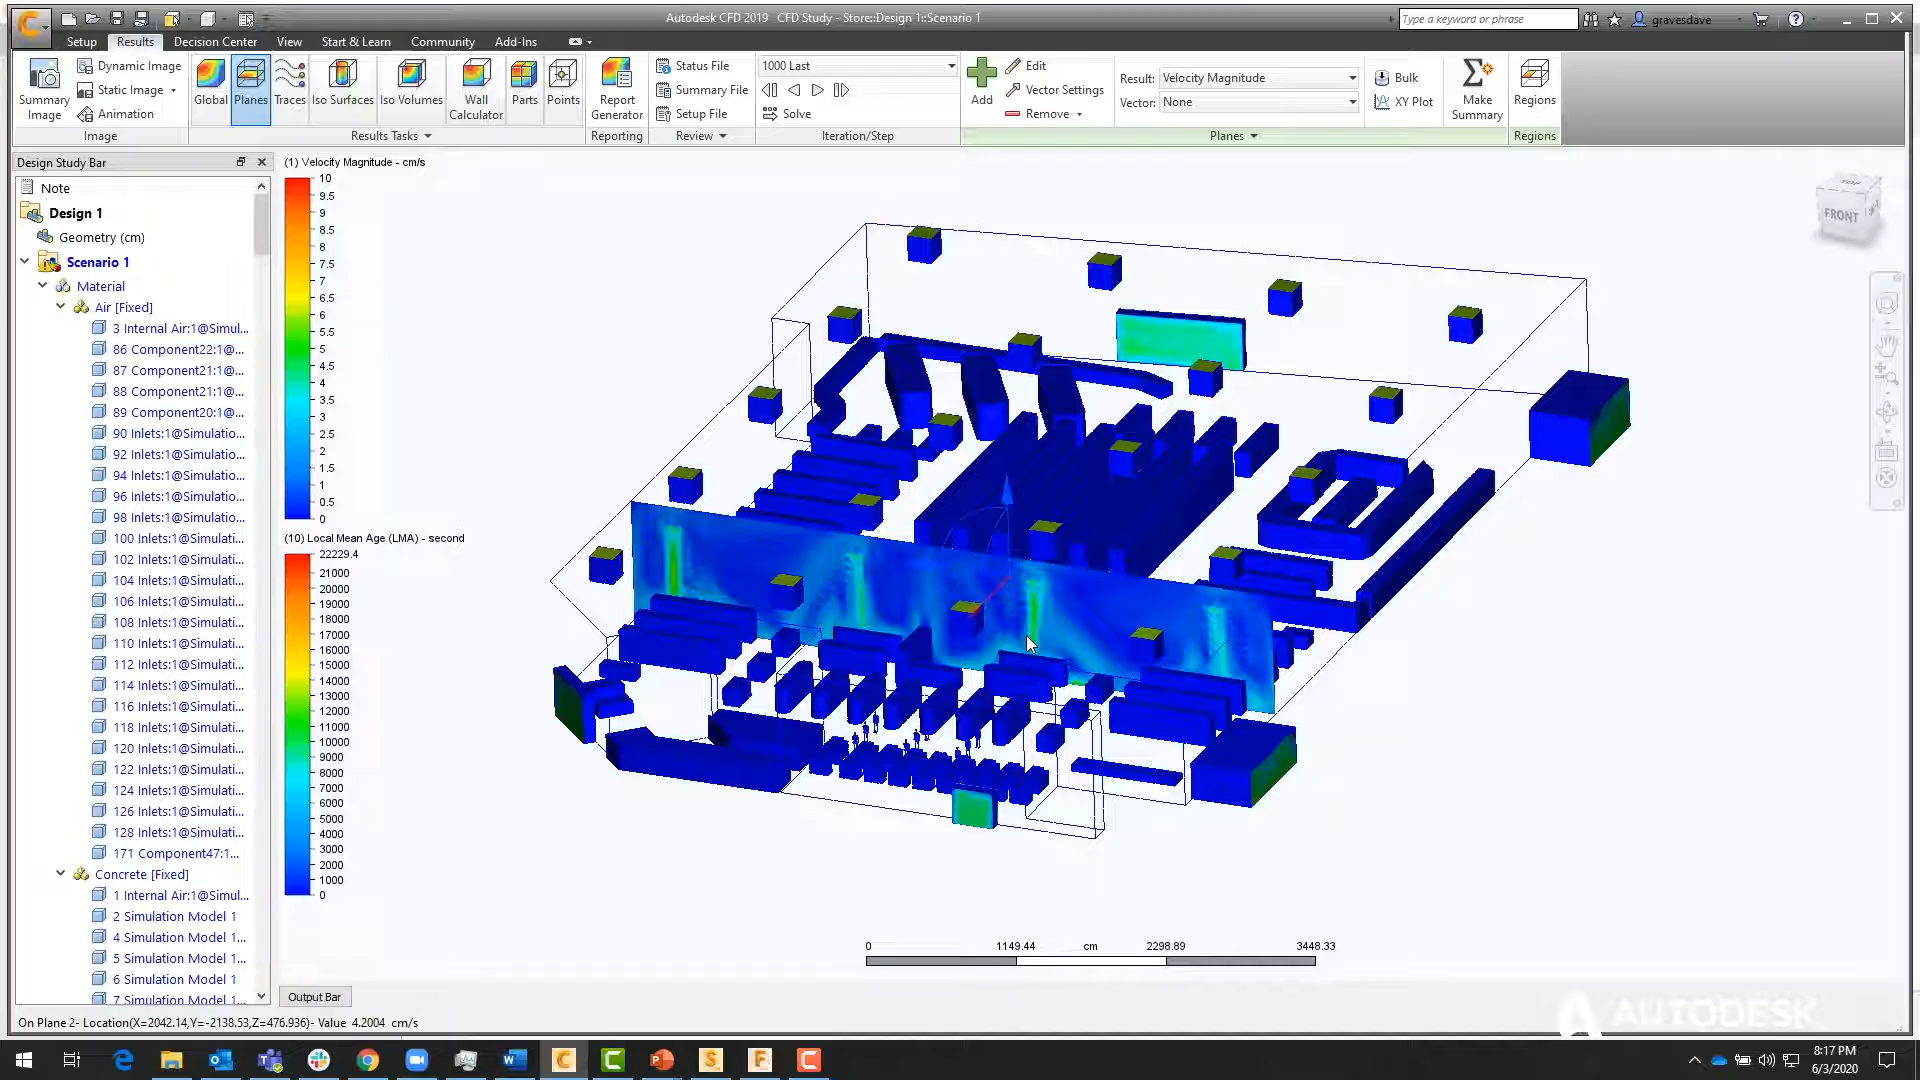 Autodesk CFD 2019 CFD Study - Store::Design 1::Scenario 1
Type a keyword or phrase
gravesdave
Setup Results Decision Center View Start & Learn Community Add-Ins
Summary Image
Dynamic Image
Static Image
Animation
Image
Global Planes Traces Iso Surfaces Iso Volumes Wall Calculator Parts Points
Results Tasks
Report Generator
Reporting
Status File
Summary File
Setup File
Review
1000 Last
Solve
Iteration/Step
Add
Edit
Vector Settings
Remove
Result: Velocity Magnitude
Vector: None
Planes
Bulk
XY Plot
Make Summary
Regions
Regions
Design Study Bar
Note
Design 1
Geometry (cm)
Scenario 1
Material
Air [Fixed]
3 Internal Air:1@Simul...
86 Component22:1@...
87 Component21:1@...
88 Component21:1@...
89 Component20:1@...
90 Inlets:1@Simulatio...
92 Inlets:1@Simulatio...
94 Inlets:1@Simulatio...
96 Inlets:1@Simulatio...
98 Inlets:1@Simulatio...
100 Inlets:1@Simulati...
102 Inlets:1@Simulati...
104 Inlets:1@Simulati...
106 Inlets:1@Simulati...
108 Inlets:1@Simulati...
110 Inlets:1@Simulati...
112 Inlets:1@Simulati...
114 Inlets:1@Simulati...
116 Inlets:1@Simulati...
118 Inlets:1@Simulati...
120 Inlets:1@Simulati...
122 Inlets:1@Simulati...
124 Inlets:1@Simulati...
126 Inlets:1@Simulati...
128 Inlets:1@Simulati...
171 Component47:1...
Concrete [Fixed]
1 Internal Air:1@Simul...
2 Simulation Model 1
4 Simulation Model 1...
5 Simulation Model 1...
6 Simulation Model 1
7 Simulation Model 1...
(1) Velocity Magnitude - cm/s
10
9.5
9
8.5
8
7.5
7
6.5
6
5.5
5
4.5
4
3.5
3
2.5
2
1.5
1
0.5
0
(10) Local Mean Age (LMA) - second
22229.4
21000
20000
19000
18000
17000
16000
15000
14000
13000
12000
11000
10000
9000
8000
7000
6000
5000
4000
3000
2000
1000
0
TOP
FRONT
0 1149.44 cm 2298.89 3448.33
Output Bar
On Plane 2- Location(X=2042.14,Y=-2138.53,Z=476.936)- Value 4.2004 cm/s
AUTODESK
8:17 PM
6/3/2020